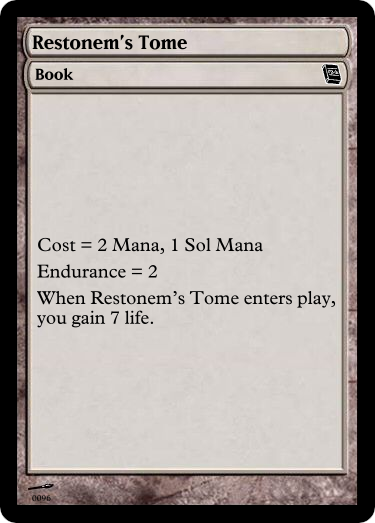 Restonem's Tome
Book
Cost = 2 Mana, 1 Sol Mana
Endurance = 2
When Restonem's Tome enters play,
you gain 7 life.
0096